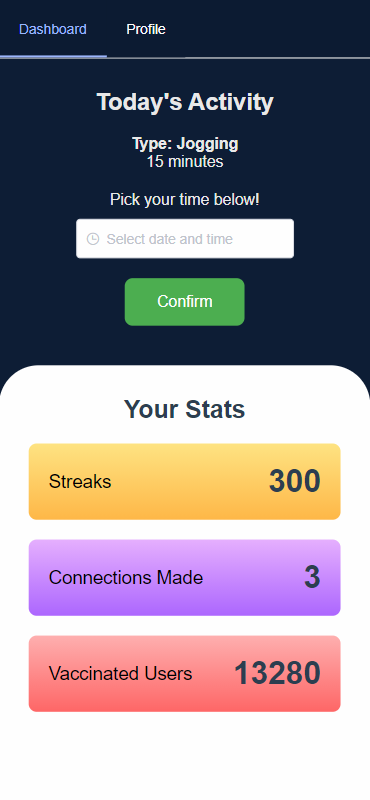 Dashboard Profile
Today's Activity
Type: Jogging
15 minutes
Pick your time below!
Select date and time
Confirm
Your Stats
Streaks 300
Connections Made 3
Vaccinated Users 13280